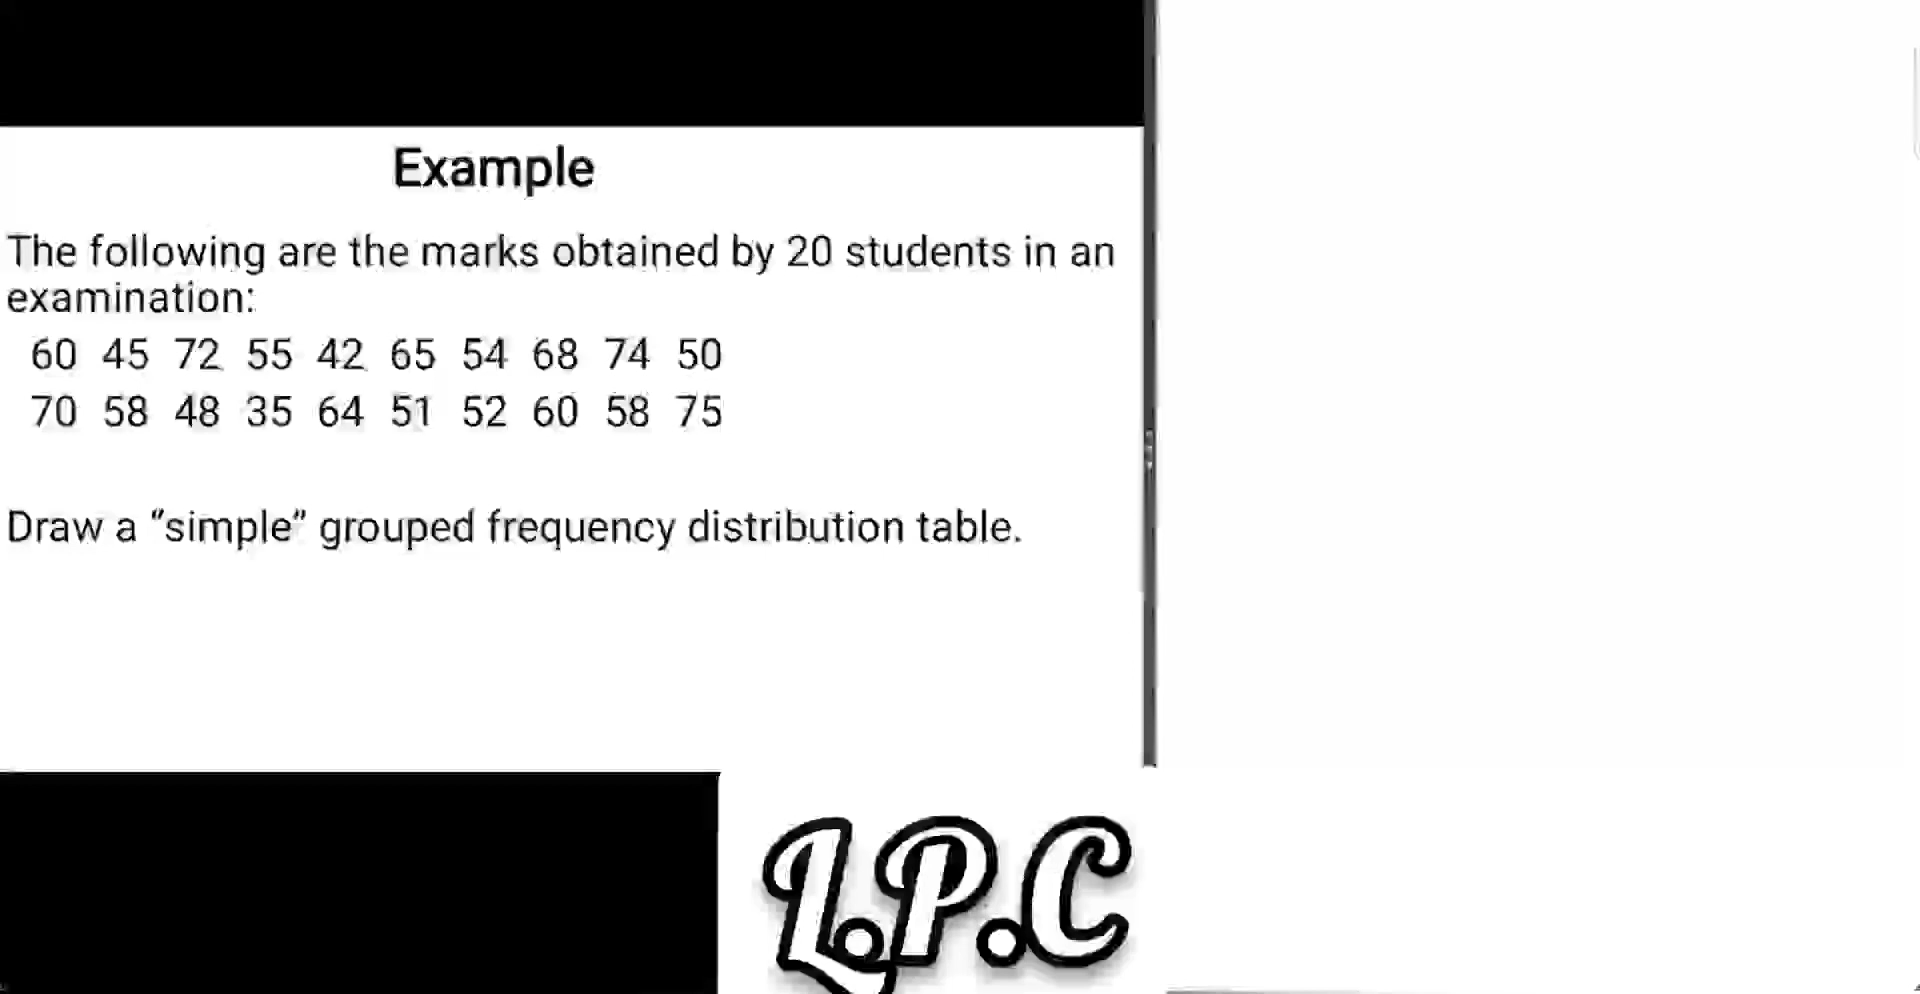 Example
The following are the marks obtained by 20 students in an
examination:
60 45 72 55 42 65 54 68 74 50
70 58 48 35 64 51 52 60 58 75
Draw a “simple” grouped frequency distribution table.
L.P.C